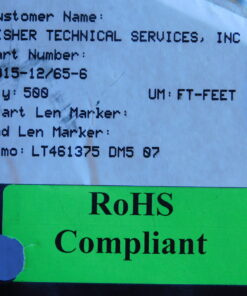 ustomer Name:
ISHER TECHNICAL SERVICES, INC
art Number:
015-12/65-6
y: 500 UM: FT-FEET
art Len Marker:
nd Len Marker:
mo: LT461375 DM5 07
RoHS
Compliant